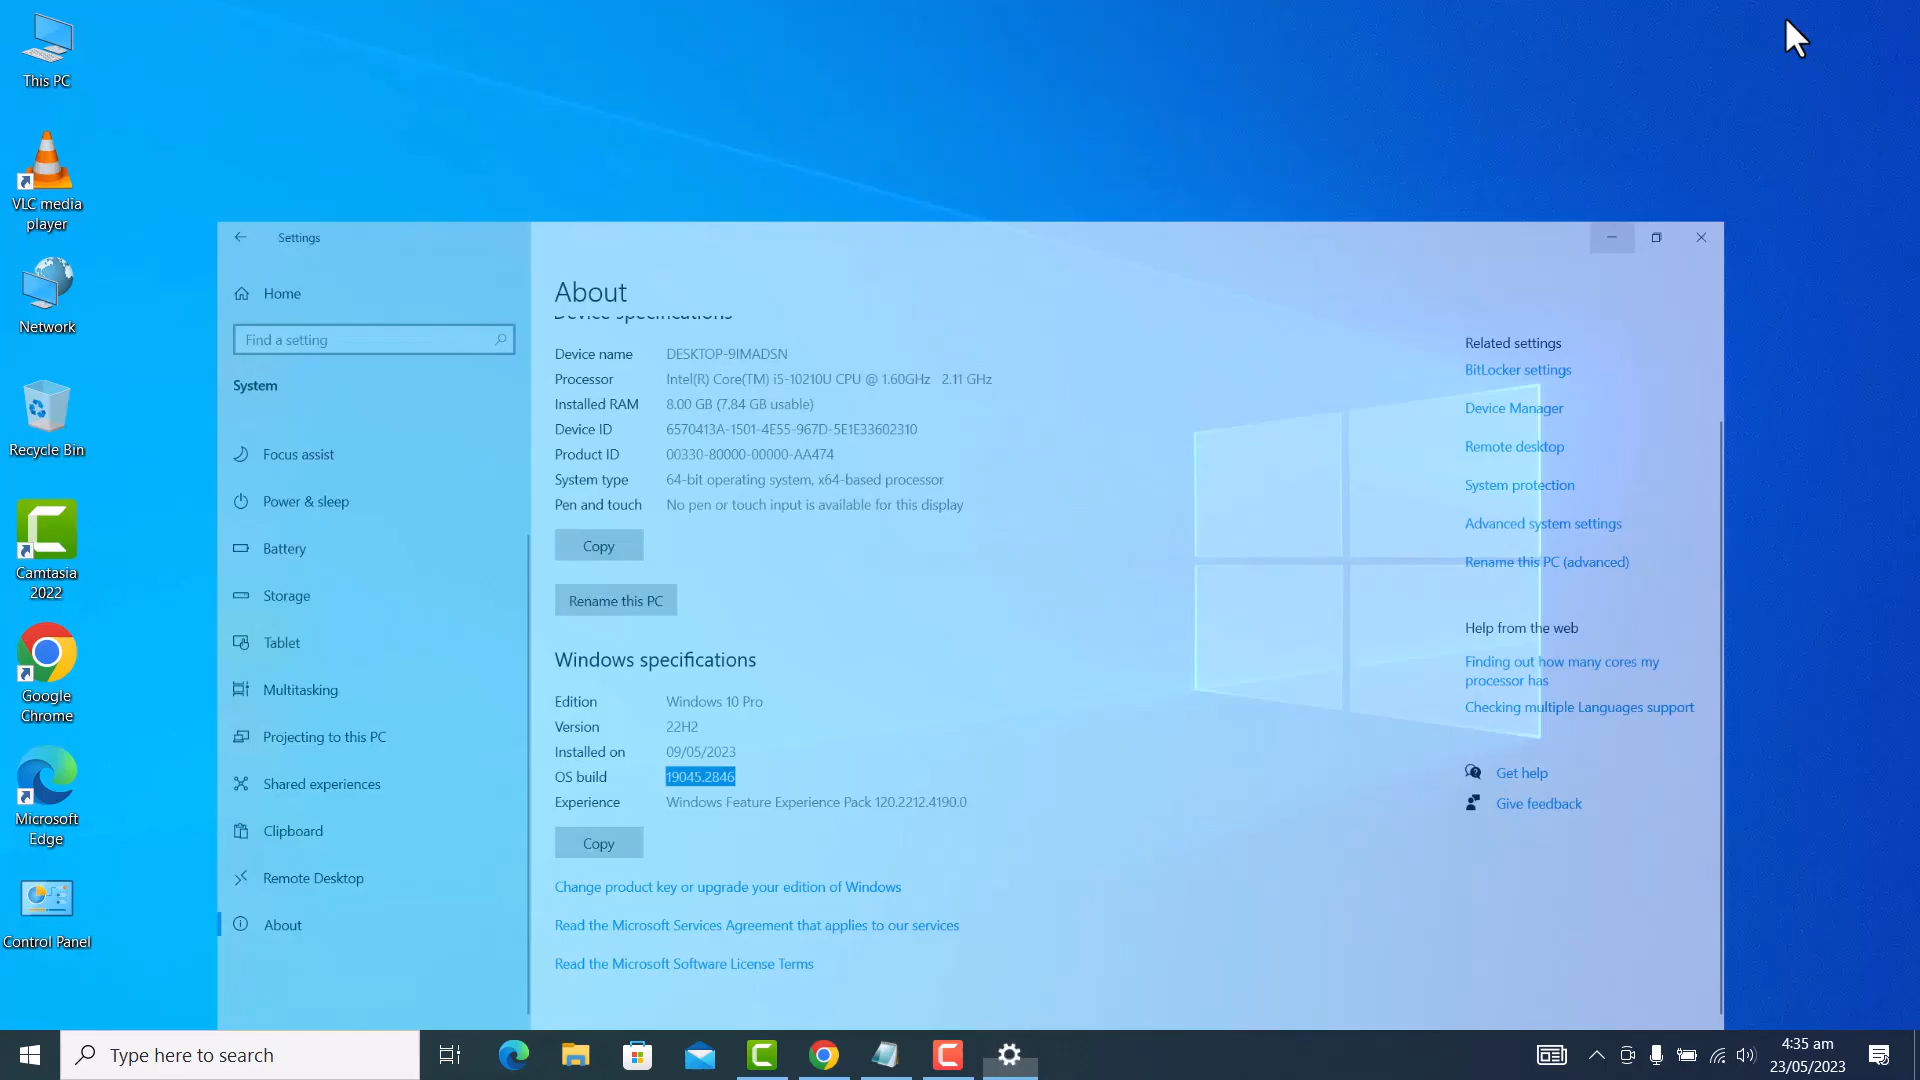 This PC
VLC media
player
Network
Recycle Bin
Camtasia
2022
Google
Chrome
Microsoft
Edge
Control Panel
Settings
Home
Find a setting
System
Focus assist
Power & sleep
Battery
Storage
Tablet
Multitasking
Projecting to this PC
Shared experiences
Clipboard
Remote Desktop
About
About
Device specifications
Device name DESKTOP-9IMADSN
Processor Intel(R) Core(TM) i5-10210U CPU @ 1.60GHz 2.11 GHz
Installed RAM 8.00 GB (7.84 GB usable)
Device ID 6570413A-1501-4E55-967D-5E1E33602310
Product ID 00330-80000-00000-AA474
System type 64-bit operating system, x64-based processor
Pen and touch No pen or touch input is available for this display
Copy
Rename this PC
Windows specifications
Edition Windows 10 Pro
Version 22H2
Installed on 09/05/2023
OS build 19045.2846
Experience Windows Feature Experience Pack 120.2212.4190.0
Copy
Change product key or upgrade your edition of Windows
Read the Microsoft Services Agreement that applies to our services
Read the Microsoft Software License Terms
Related settings
BitLocker settings
Device Manager
Remote desktop
System protection
Advanced system settings
Rename this PC (advanced)
Help from the web
Finding out how many cores my
processor has
Checking multiple Languages support
Get help
Give feedback
Type here to search
4:35 am
23/05/2023